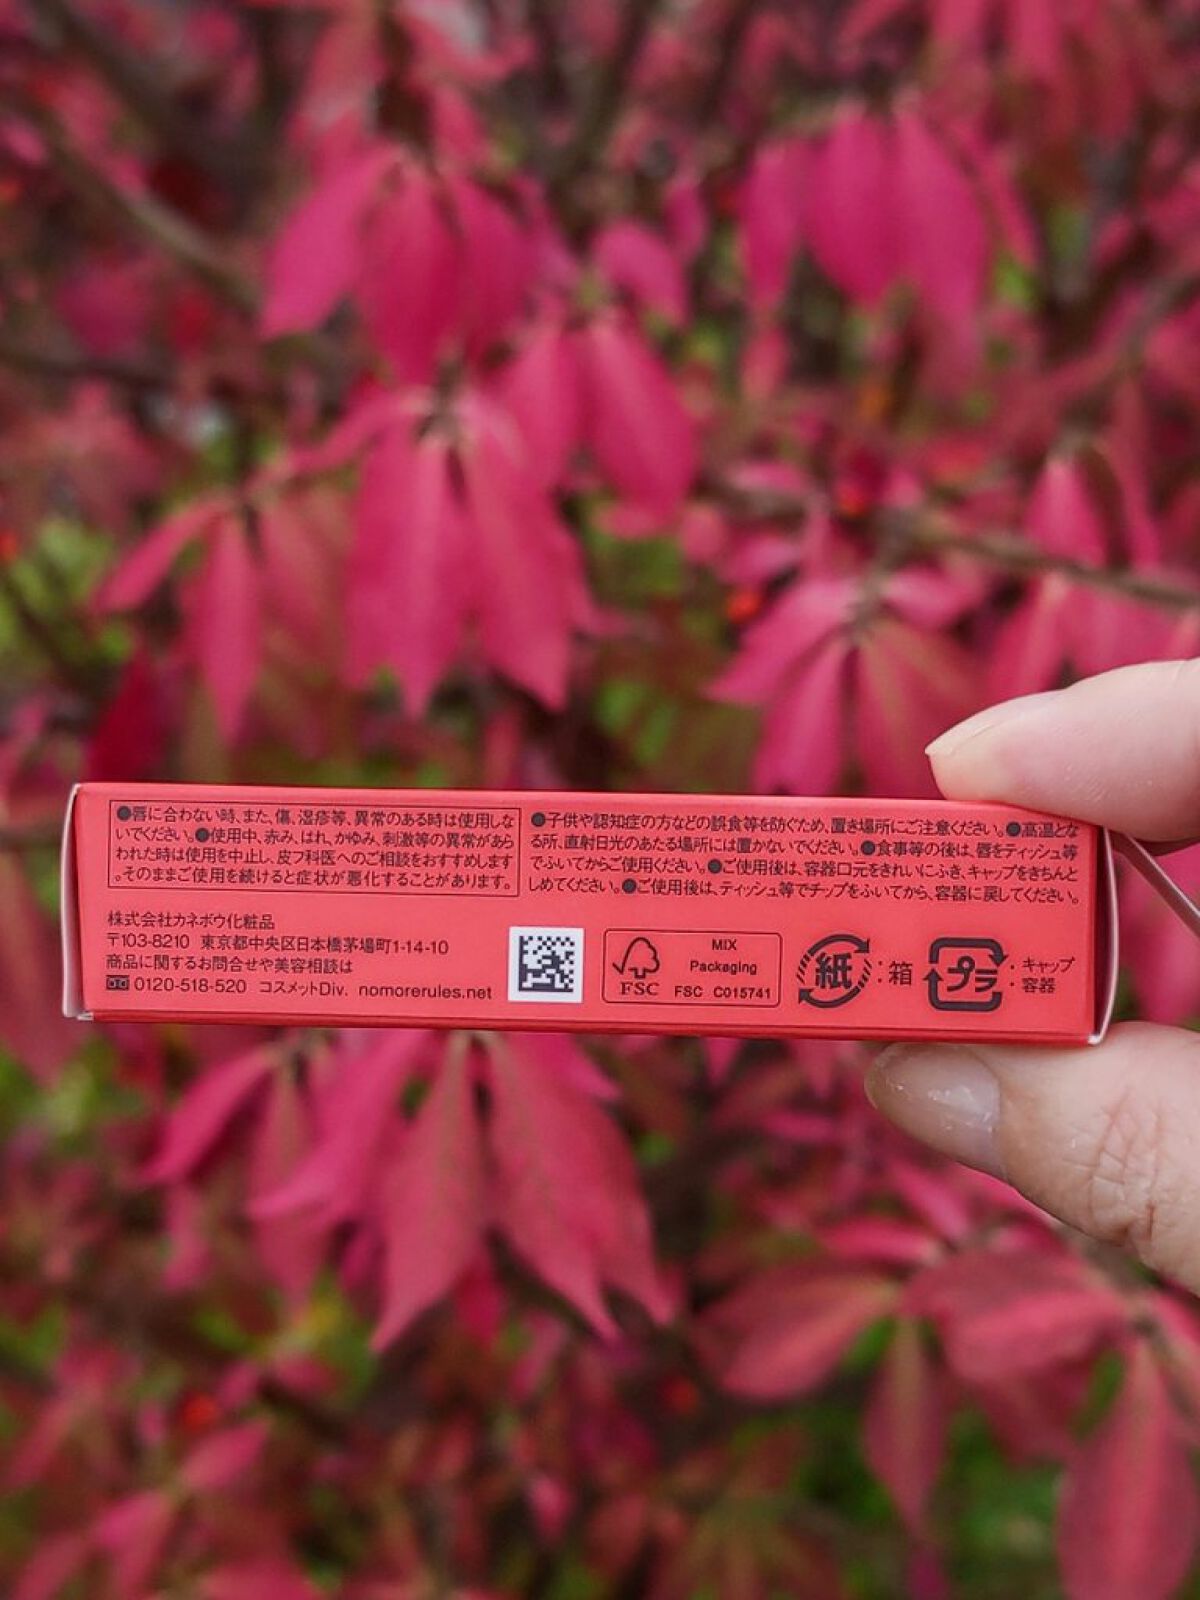 ●唇に合わない時、また、傷、湿疹等、異常のある時は使用しな
いでください。●使用中、赤み、はれ、かゆみ、刺激等の異常があら
われた時は使用を中止し、皮フ科医へのご相談をおすすめします
。そのままご使用を続けると症状が悪化することがあります。
●子供や認知症の方などの誤食等を防ぐため、置き場所にご注意ください。●高温とな
る所、直射日光のあたる場所には置かないでください。●食事等の後は、唇をティッシュ等
でふいてからご使用ください。●ご使用後は、容器口元をきれいにふき、キャップをきちんと
しめてください。●ご使用後は、ティッシュ等でチップをふいてから、容器に戻してください。
株式会社カネボウ化粧品
〒103-8210 東京都中央区日本橋茅場町1-14-10
商品に関するお問合せや美容相談は
0120-518-520 コスメットDiv. nomorerules.net
FSC
MIX
Packaging
FSC C015741
紙:箱
プラ
・キャップ
・容器